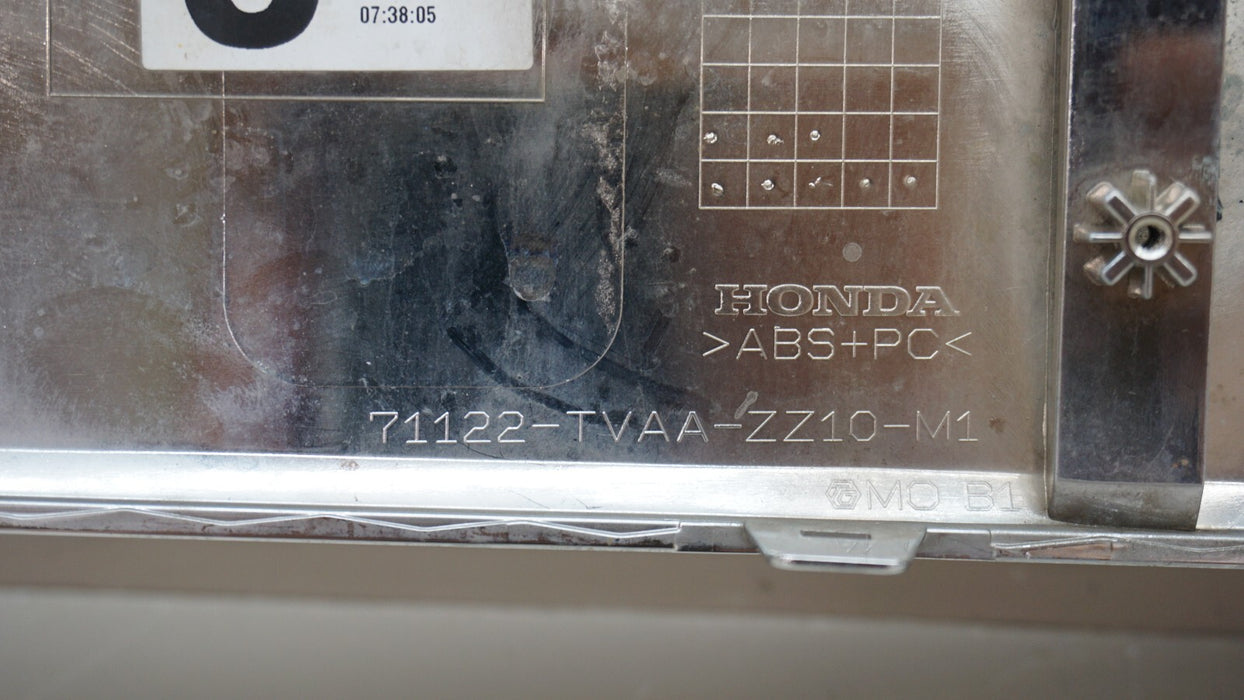 07:38:05
HONDA
>ABS+PC<
71122-TVAA-ZZ10-M1
MO B1